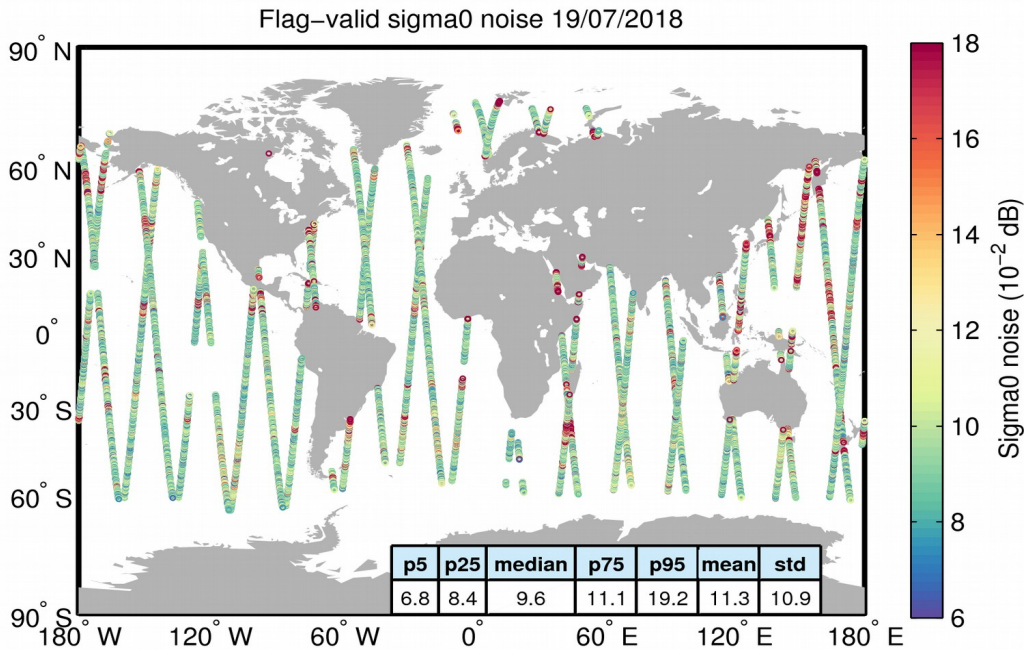 Flag−valid sigma0 noise 19/07/2018
90° N
60° N
30° N
0°
30° S
60° S
90° S
180° W 120° W 60° W 0° 60° E 120° E 180° E
p5 p25 median p75 p95 mean std
6.8 8.4 9.6 11.1 19.2 11.3 10.9
18
16
14
12
10
8
6
Sigma0 noise (10⁻² dB)